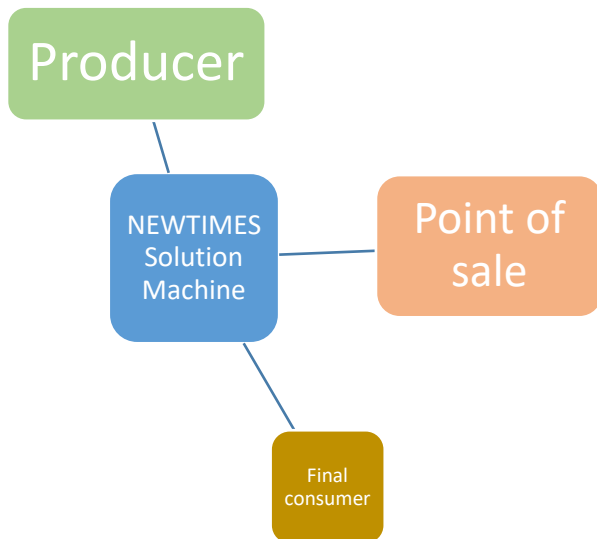 Producer
NEWTIMES
Solution
Machine
Point of
sale
Final
consumer